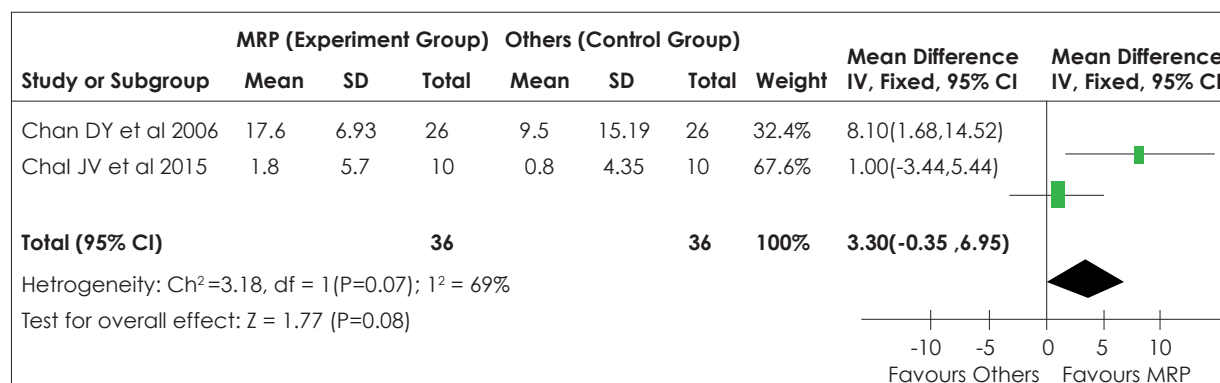 MRP (Experiment Group) Others (Control Group) Mean Difference Mean Difference
Study or Subgroup Mean SD Total Mean SD Total Weight IV, Fixed, 95% CI IV, Fixed, 95% CI
Chan DY et al 2006 17.6 6.93 26 9.5 15.19 26 32.4% 8.10(1.68,14.52)
Chal JV et al 2015 1.8 5.7 10 0.8 4.35 10 67.6% 1.00(-3.44,5.44)
Total (95% CI) 36 36 100% 3.30(-0.35 ,6.95)
Hetrogeneity: Ch²=3.18, df = 1(P=0.07); 1² = 69%
Test for overall effect: Z = 1.77 (P=0.08)
-10 -5 0 5 10
Favours Others Favours MRP